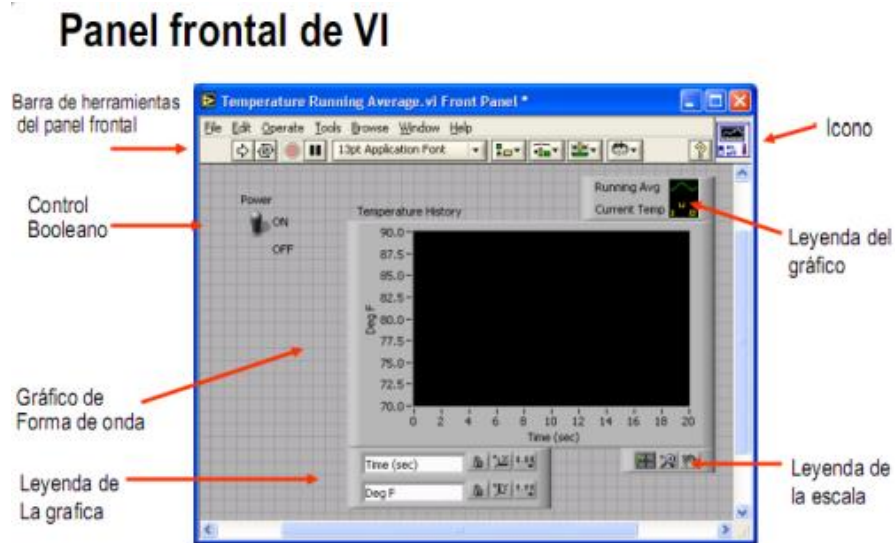 Panel frontal de VI
Barra de herramientas
del panel frontal
Temperature Running Average.vI Front Panel *
File Edit Operate Tools Browse Window Help
13pt Application Font
Icono
Control
Booleano
Power
ON
OFF
Temperature History
Running Avg
Current Temp
Leyenda del
gráfico
Deg F
90.0
87.5
85.0
82.5
80.0
77.5
75.0
72.5
70.0
0 2 4 6 8 10 12 14 16 18 20
Time (sec)
Gráfico de
Forma de onda
Leyenda de
La grafica
Time (sec)
Deg F
Leyenda de
la escala